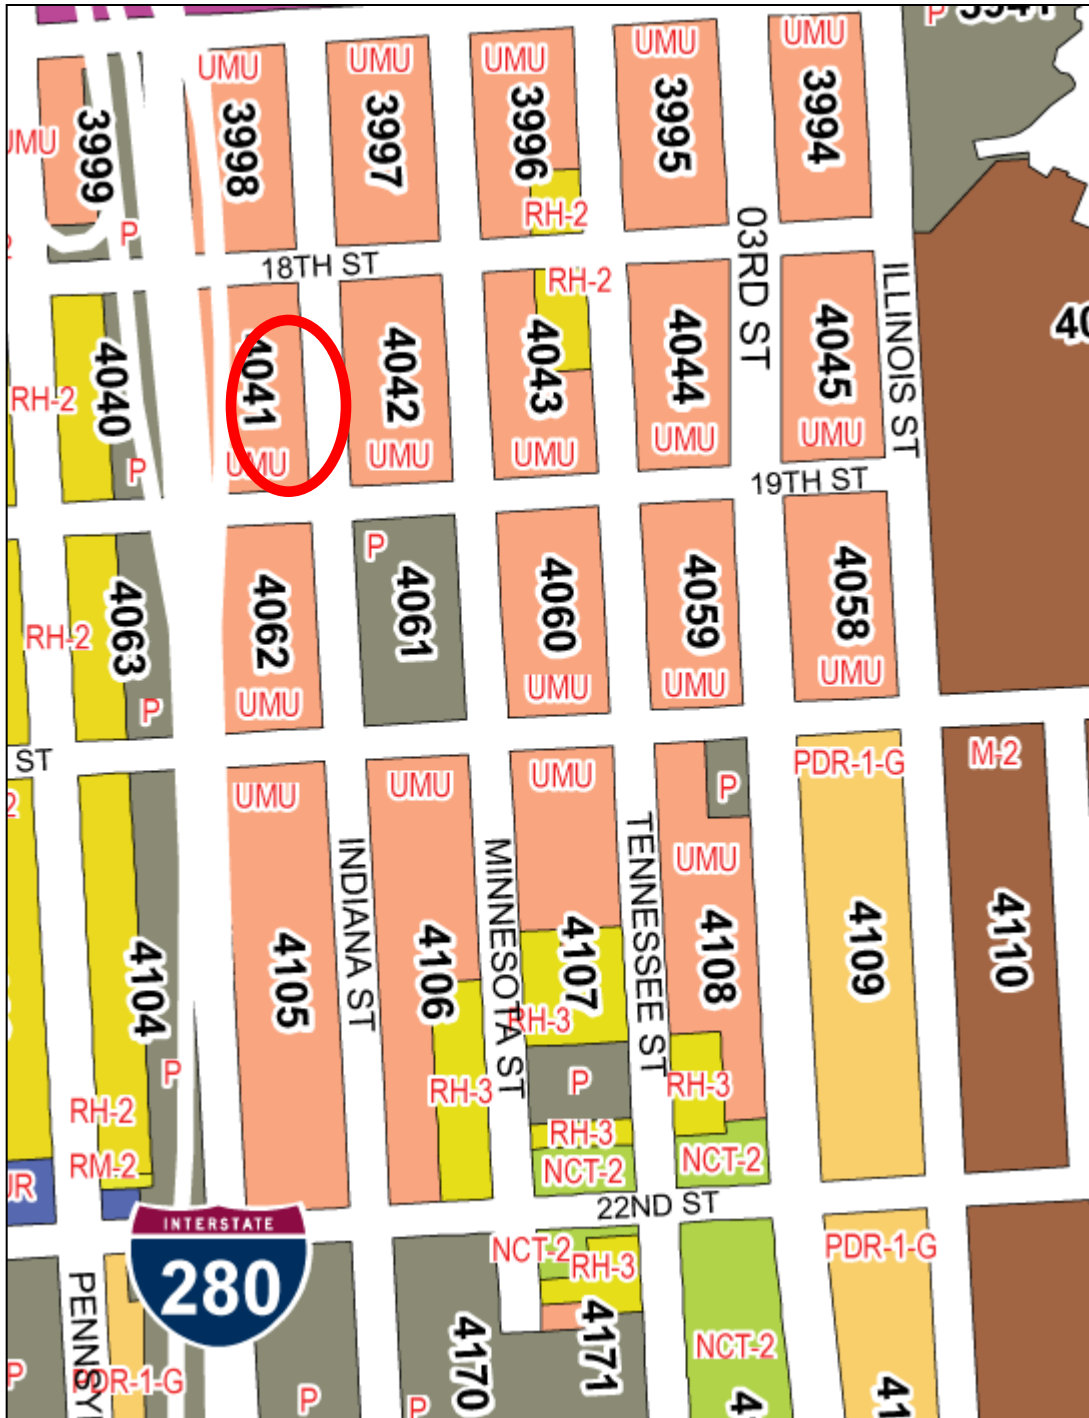 P
UMU
3999
P
UMU
3998
UMU
3997
UMU
3996
RH-2
UMU
3995
UMU
3994
18TH ST
03RD ST
ILLINOIS ST
RH-2
4040
P
4041
UMU
4042
UMU
RH-2
4043
UMU
4044
UMU
4045
UMU
19TH ST
RH-2
4063
P
4062
UMU
P
4061
4060
UMU
4059
UMU
4058
UMU
ST
4104
P
RH-2
RM-2
UMU
4105
INDIANA ST
UMU
4106
RH-3
MINNESOTA ST
UMU
4107
RH-3
P
RH-3
NCT-2
TENNESSEE ST
P
UMU
4108
RH-3
NCT-2
PDR-1-G
4109
M-2
4110
22ND ST
INTERSTATE
280
PENNSY
P
PDR-1-G
P
4170
P
NCT-2
RH-3
4171
NCT-2
PDR-1-G